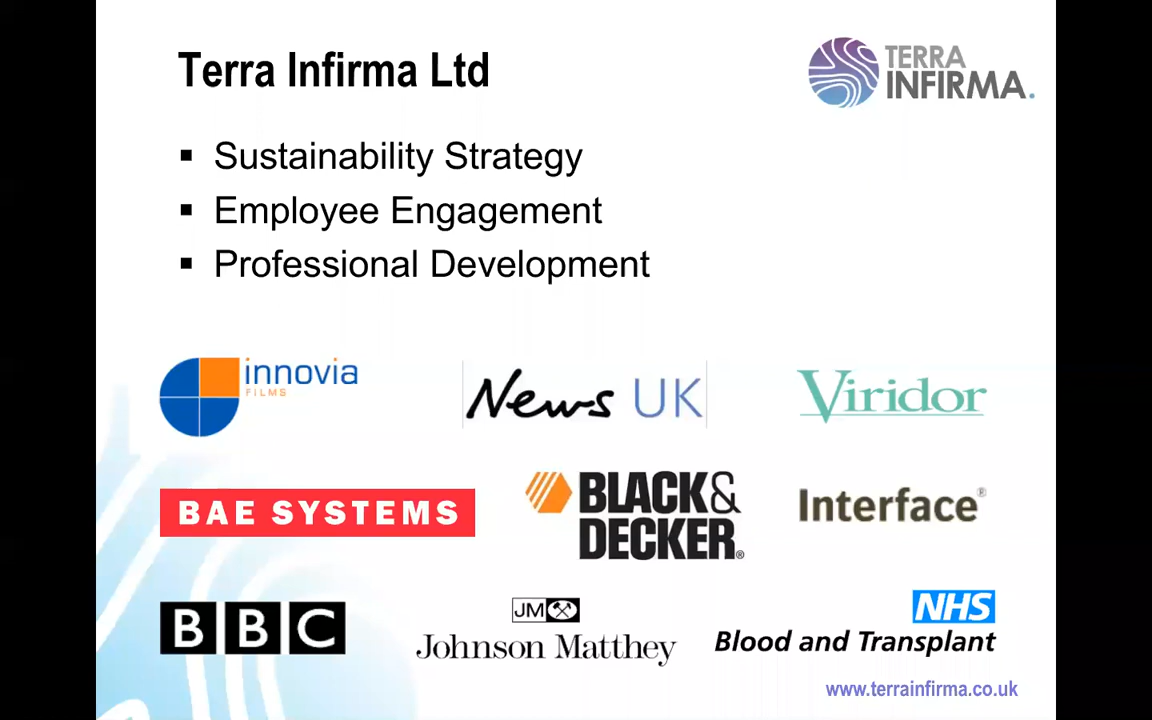 Terra Infirma Ltd
TERRA
INFIRMA.
▪ Sustainability Strategy
▪ Employee Engagement
▪ Professional Development
innovia
FILMS
News UK
Viridor
BAE SYSTEMS
BLACK&
DECKER®
Interface®
BBC
JM
Johnson Matthey
NHS
Blood and Transplant
www.terrainfirma.co.uk